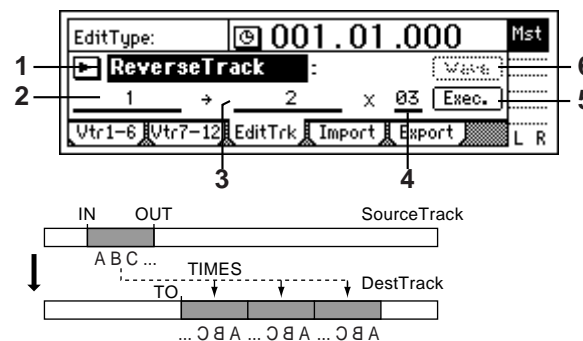 EditType: 001.01.000 Mst
1 ReverseTrack : Wave 6
2 1 → 2 x 03 Exec. 5
Vtr1-6 Vtr7-12 EditTrk Import Export L R
3 4
IN OUT SourceTrack
A B C ...
TIMES
TO DestTrack
... C B A ... C B A ... C B A